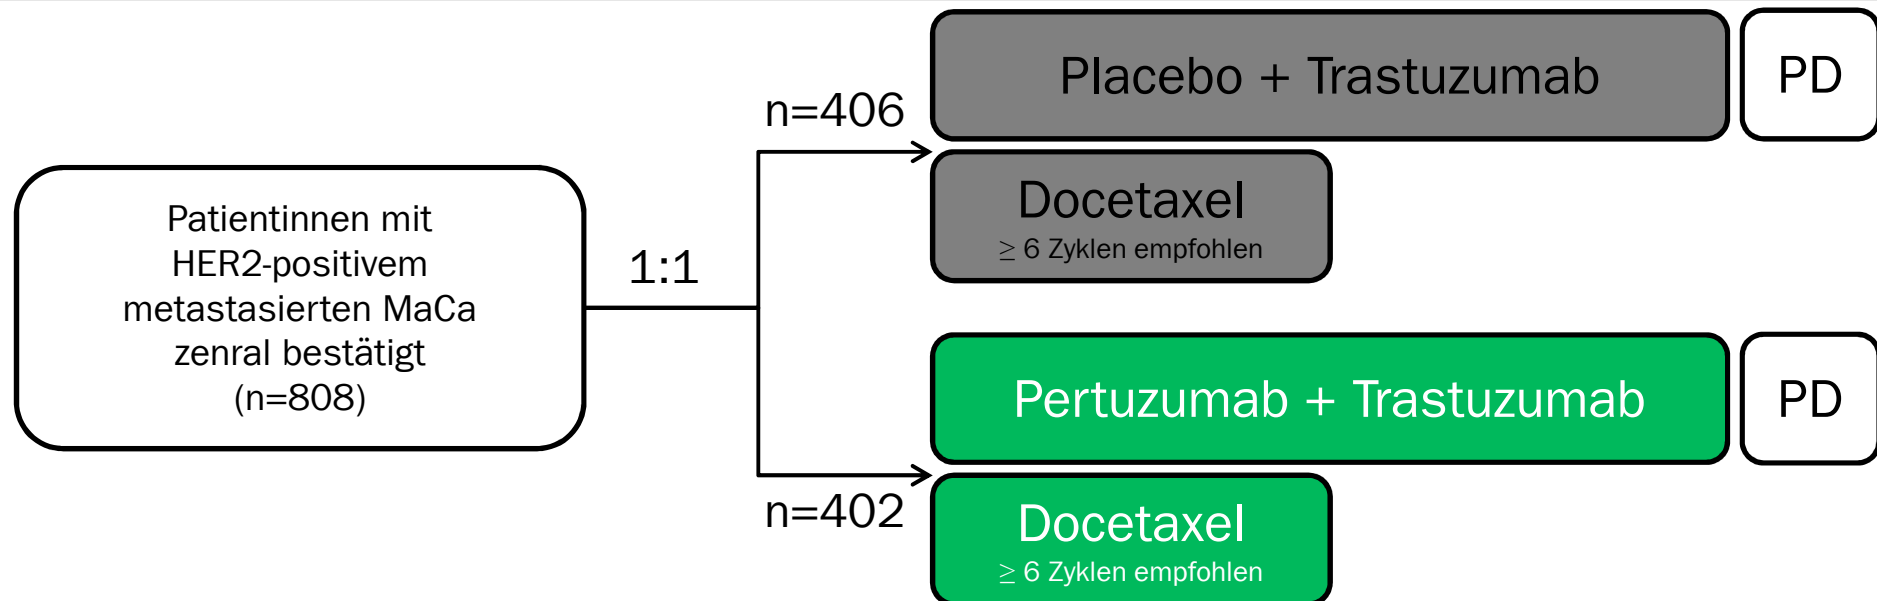 Patientinnen mit
HER2-positivem
metastasierten MaCa
zenral bestätigt
(n=808)
1:1
n=406
Placebo + Trastuzumab
PD
Docetaxel
≥ 6 Zyklen empfohlen
Pertuzumab + Trastuzumab
PD
n=402
Docetaxel
≥ 6 Zyklen empfohlen